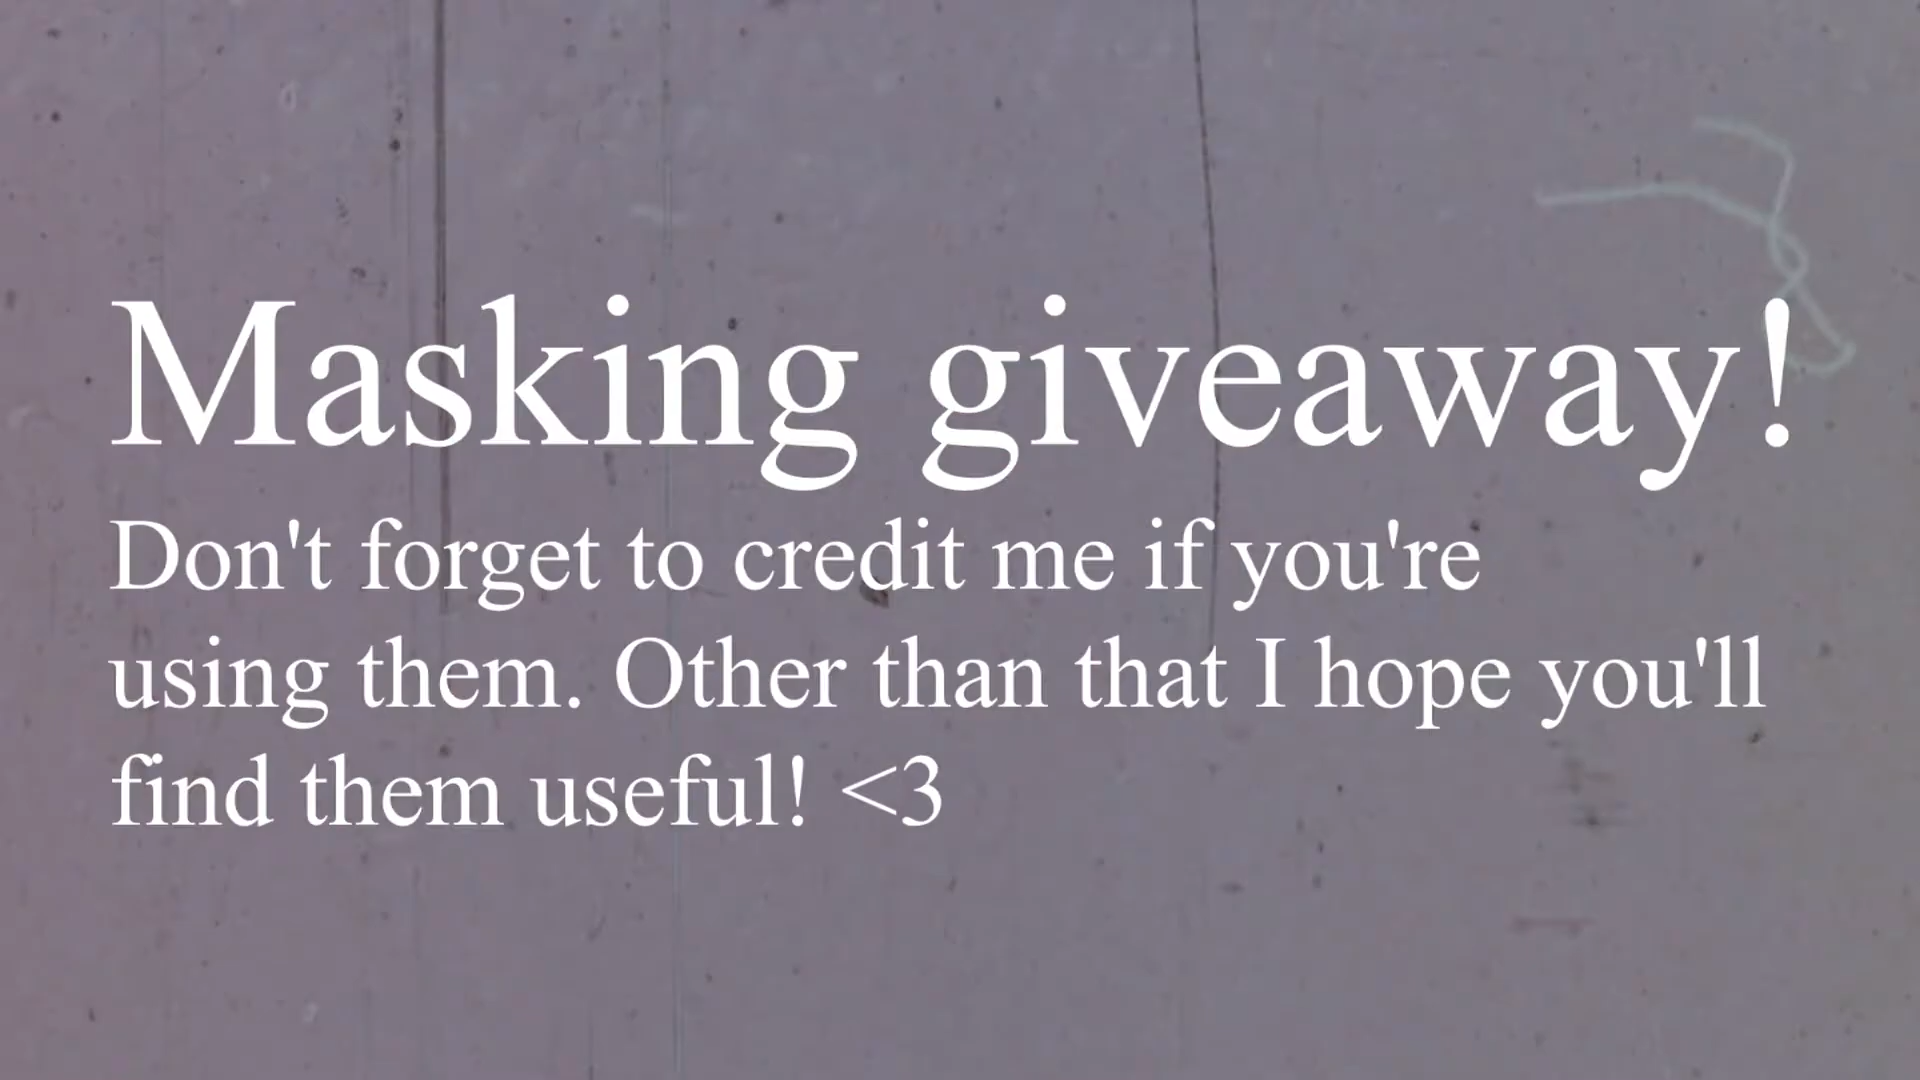 Masking giveaway!
Don't forget to credit me if you're
using them. Other than that I hope you'll
find them useful! <3